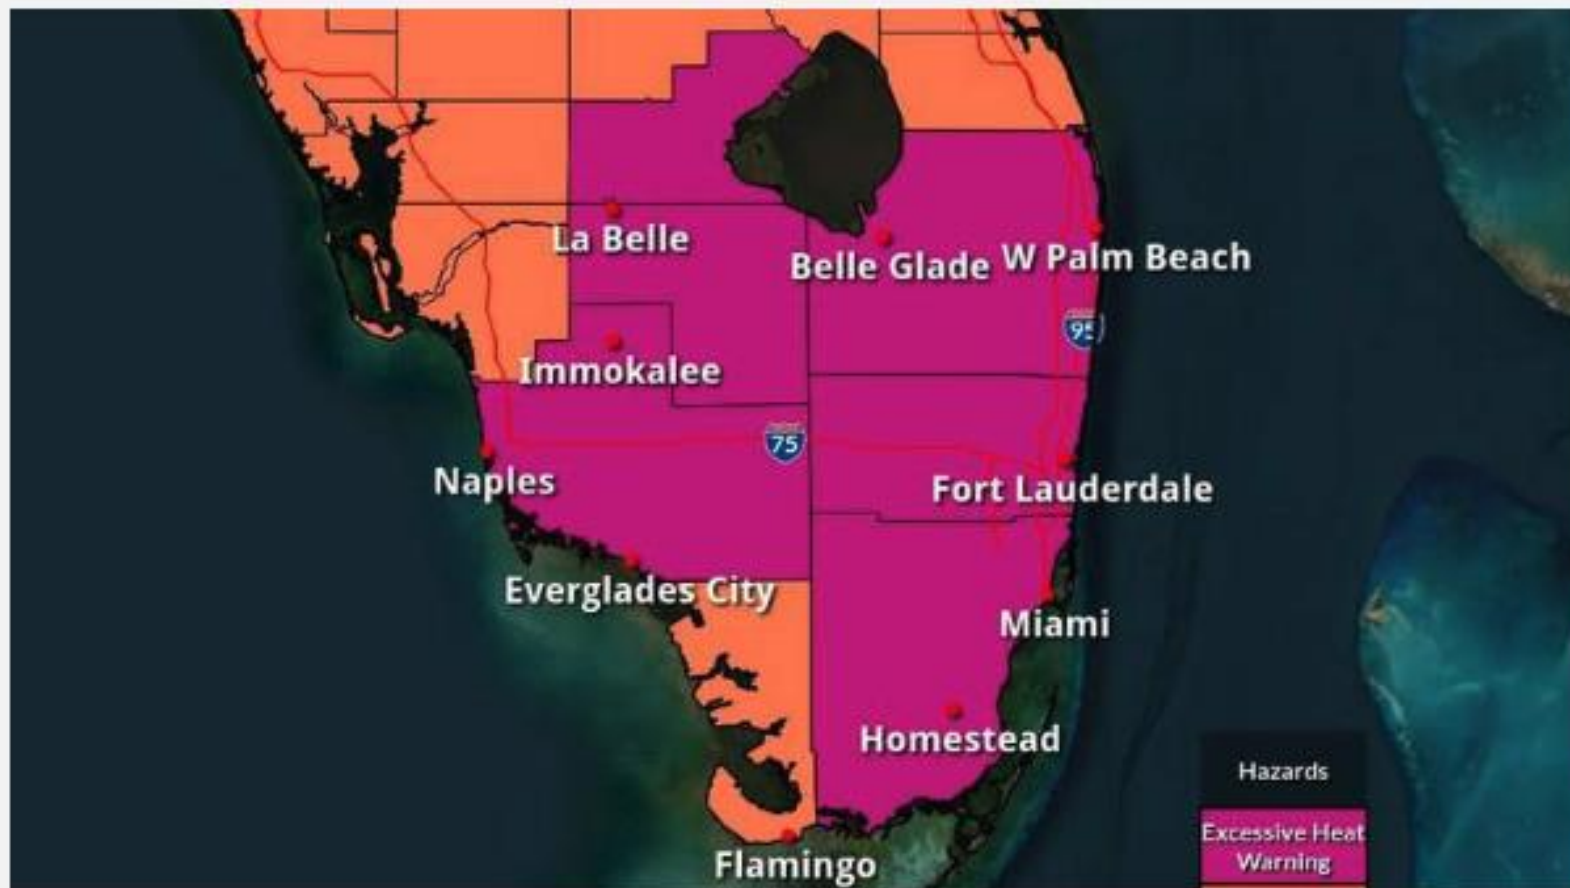 La Belle
Belle Glade
W Palm Beach
95
Immokalee
75
Naples
Fort Lauderdale
Everglades City
Miami
Homestead
Hazards
Excessive Heat
Warning
Flamingo